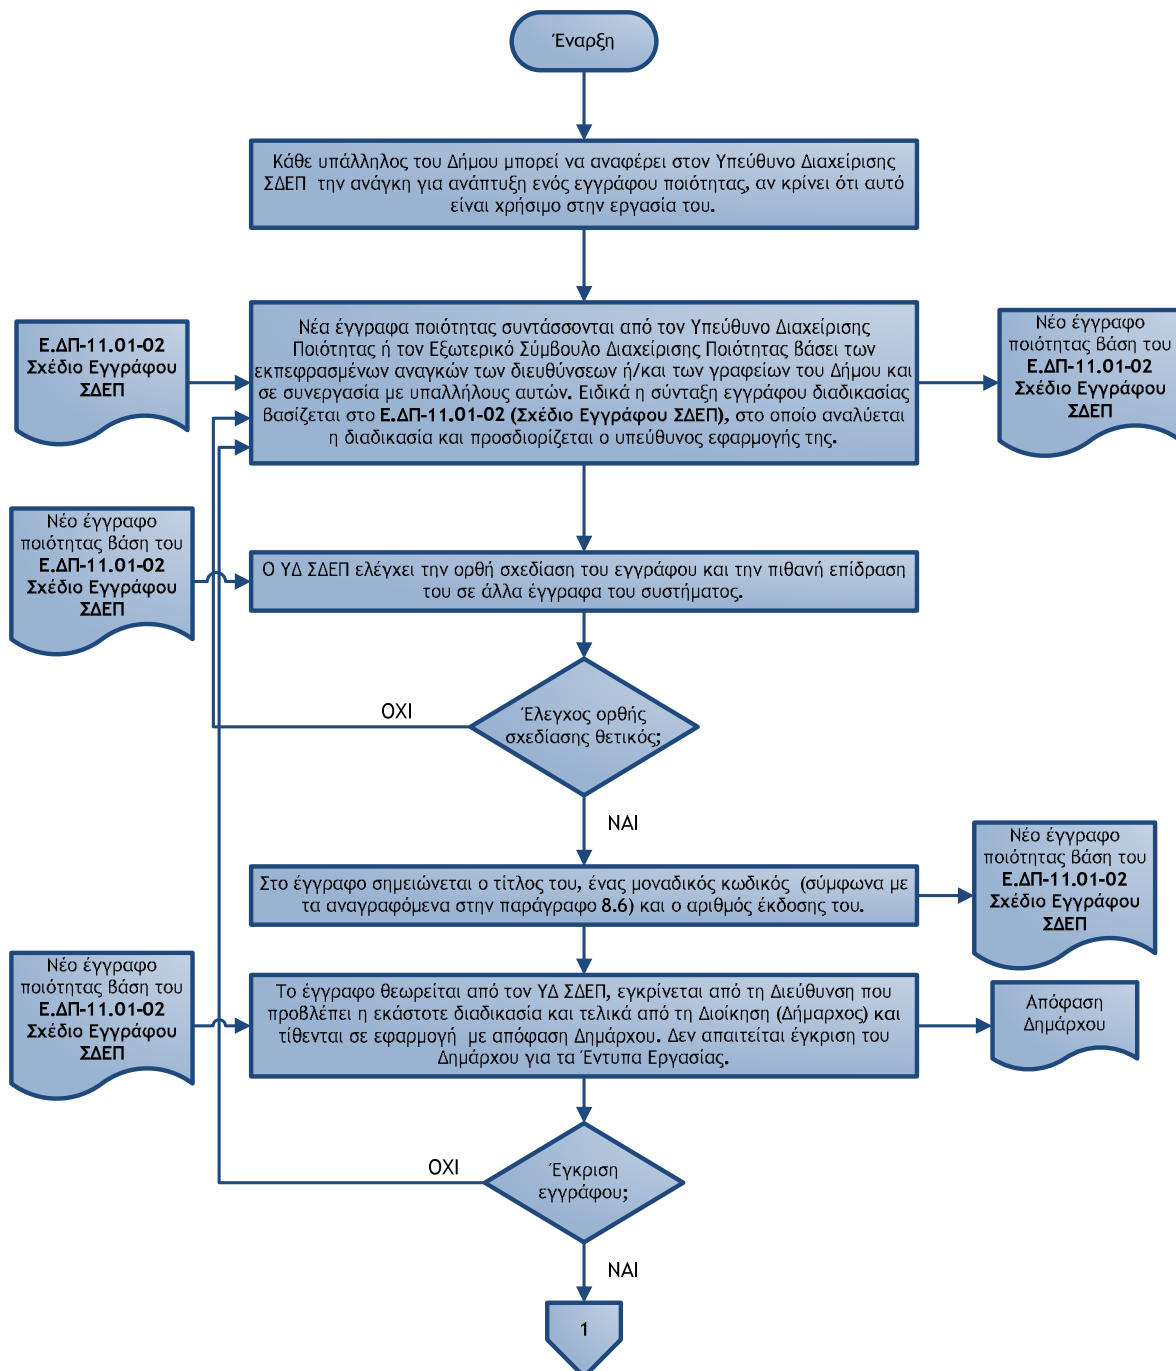 Έναρξη
Κάθε υπάλληλος του Δήμου μπορεί να αναφέρει στον Υπεύθυνο Διαχείρισης
ΣΔΕΠ την ανάγκη για ανάπτυξη ενός εγγράφου ποιότητας, αν κρίνει ότι αυτό
είναι χρήσιμο στην εργασία του.
Ε.ΔΠ-11.01-02
Σχέδιο Εγγράφου
ΣΔΕΠ
Νέα έγγραφα ποιότητας συντάσσονται από τον Υπεύθυνο Διαχείρισης
Ποιότητας ή τον Εξωτερικό Σύμβουλο Διαχείρισης Ποιότητας βάσει των
εκπεφρασμένων αναγκών των διευθύνσεων ή/και των γραφείων του Δήμου και
σε συνεργασία με υπαλλήλους αυτών. Ειδικά η σύνταξη εγγράφου διαδικασίας
βασίζεται στο Ε.ΔΠ-11.01-02 (Σχέδιο Εγγράφου ΣΔΕΠ), στο οποίο αναλύεται
η διαδικασία και προσδιορίζεται ο υπεύθυνος εφαρμογής της.
Νέο έγγραφο
ποιότητας βάση του
Ε.ΔΠ-11.01-02
Σχέδιο Εγγράφου
ΣΔΕΠ
Νέο έγγραφο
ποιότητας βάση του
Ε.ΔΠ-11.01-02
Σχέδιο Εγγράφου
ΣΔΕΠ
Ο ΥΔ ΣΔΕΠ ελέγχει την ορθή σχεδίαση του εγγράφου και την πιθανή επίδραση
του σε άλλα έγγραφα του συστήματος.
ΟΧΙ
Έλεγχος ορθής
σχεδίασης θετικός;
ΝΑΙ
Στο έγγραφο σημειώνεται ο τίτλος του, ένας μοναδικός κωδικός (σύμφωνα με
τα αναγραφόμενα στην παράγραφο 8.6) και ο αριθμός έκδοσης του.
Νέο έγγραφο
ποιότητας βάση του
Ε.ΔΠ-11.01-02
Σχέδιο Εγγράφου
ΣΔΕΠ
Νέο έγγραφο
ποιότητας βάση του
Ε.ΔΠ-11.01-02
Σχέδιο Εγγράφου
ΣΔΕΠ
Το έγγραφο θεωρείται από τον ΥΔ ΣΔΕΠ, εγκρίνεται από τη Διεύθυνση που
προβλέπει η εκάστοτε διαδικασία και τελικά από τη Διοίκηση (Δήμαρχος) και
τίθενται σε εφαρμογή με απόφαση Δημάρχου. Δεν απαιτείται έγκριση του
Δημάρχου για τα Έντυπα Εργασίας.
Απόφαση
Δημάρχου
ΟΧΙ
Έγκριση
εγγράφου;
ΝΑΙ
1